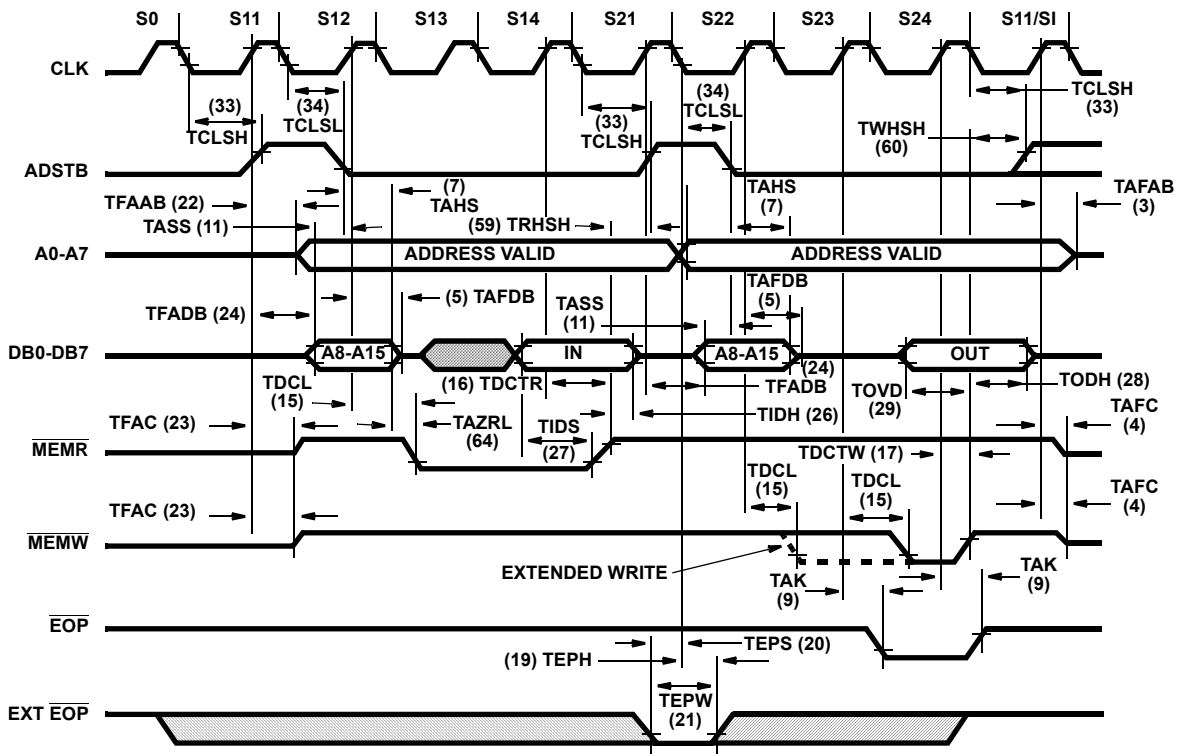 S0 S11 S12 S13 S14 S21 S22 S23 S24 S11/SI
CLK
(33)
TCLSH
(34)
TCLSL
(33)
TCLSH
(34)
TCLSL
TCLSH
(33)
TWHSH
(60)
ADSTB
TFAAB (22)
(7)
TAHS
TAHS
(7)
TAFAB
(3)
TASS (11)
(59) TRHSH
A0-A7
ADDRESS VALID
ADDRESS VALID
TFADB (24)
(5) TAFDB
TASS
(11)
TAFDB
(5)
DB0-DB7
A8-A15
IN
A8-A15
OUT
(24)
TFADB
TDCL
(15)
(16) TDCTR
TOVD
(29)
TODH (28)
TIDH (26)
TFAC (23)
TAZRL
(64)
TIDS
(27)
TAFC
(4)
MEMR
TDCTW (17)
TDCL
(15)
TDCL
(15)
TFAC (23)
TAFC
(4)
MEMW
EXTENDED WRITE
TAK
(9)
TAK
(9)
EOP
TEPS (20)
(19) TEPH
TEPW
(21)
EXT EOP